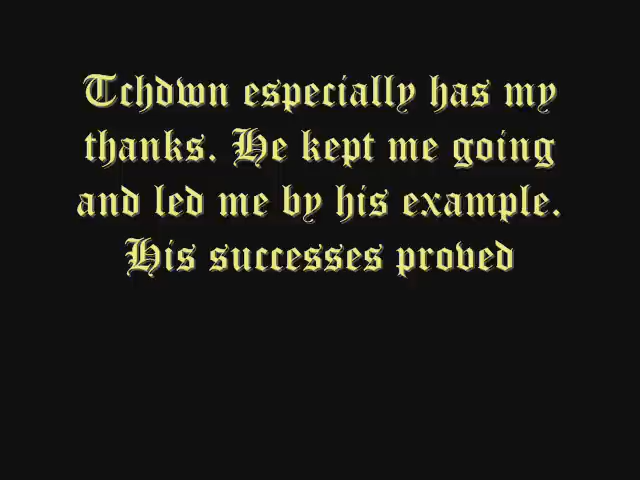 Tchdwn especially has my
thanks. He kept me going
and led me by his example.
His successes proved